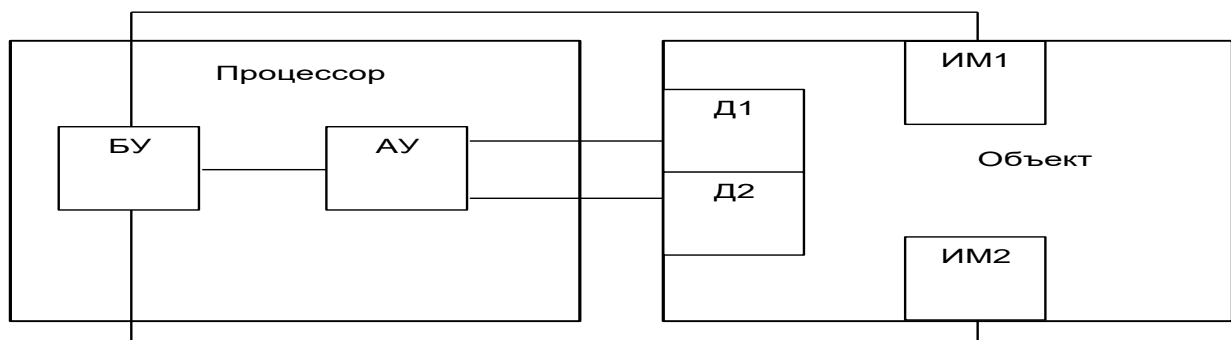 Процессор
БУ
АУ
Д1
Д2
ИМ1
Объект
ИМ2